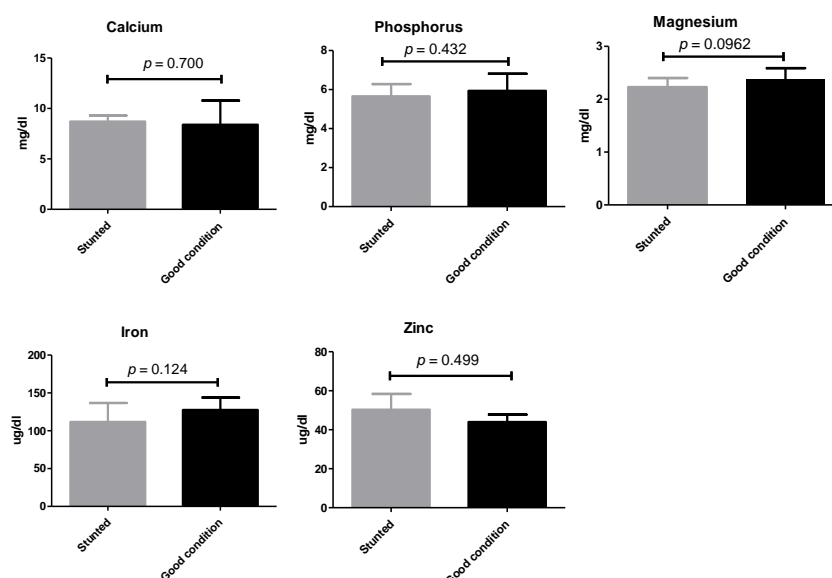 Calcium
p = 0.700
15
10
5
0
mg/dl
Stunted
Good condition
Phosphorus
p = 0.432
8
6
4
2
0
mg/dl
Stunted
Good condition
Magnesium
p = 0.0962
3
2
1
0
mg/dl
Stunted
Good condition
Iron
p = 0.124
200
150
100
50
0
ug/dl
Stunted
Good condition
Zinc
p = 0.499
80
60
40
20
0
ug/dl
Stunted
Good condition